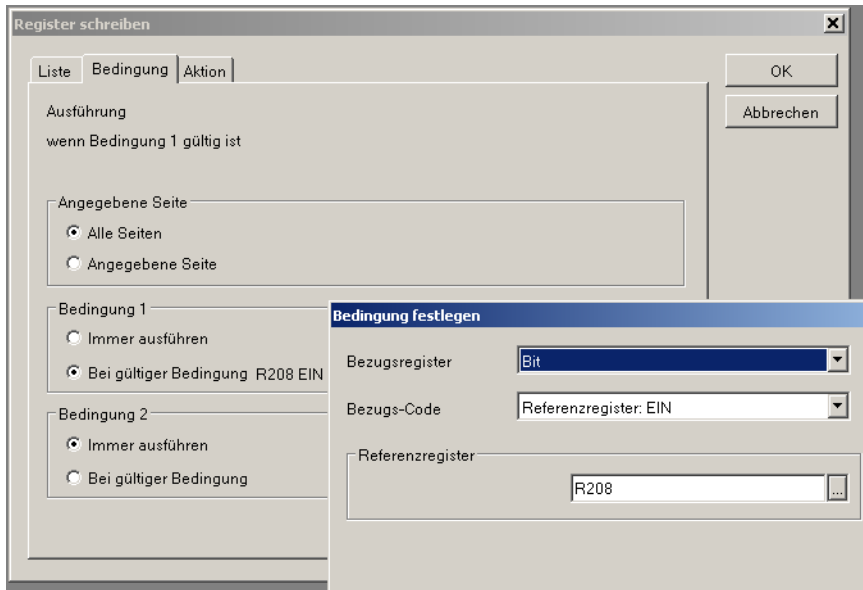 Register schreiben
Liste
Bedingung
Aktion
OK
Abbrechen
Ausführung
wenn Bedingung 1 gültig ist
Angegebene Seite
Alle Seiten
Angegebene Seite
Bedingung 1
Immer ausführen
Bei gültiger Bedingung R208 EIN
Bedingung 2
Immer ausführen
Bei gültiger Bedingung
Bedingung festlegen
Bezugsregister
Bit
Bezugs-Code
Referenzregister: EIN
Referenzregister
R208
...